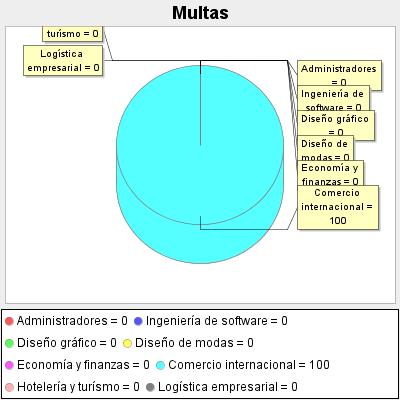 Multas
turísmo = 0
Logística
empresarial = 0
Administradores
= 0
Ingeniería de
software = 0
Diseño gráfico
= 0
Diseño de
modas = 0
Economía y
finanzas = 0
Comercio
internacional =
100
Administradores = 0 Ingeniería de software = 0
Diseño gráfico = 0 Diseño de modas = 0
Economía y finanzas = 0 Comercio internacional = 100
Hotelería y turísmo = 0 Logística empresarial = 0